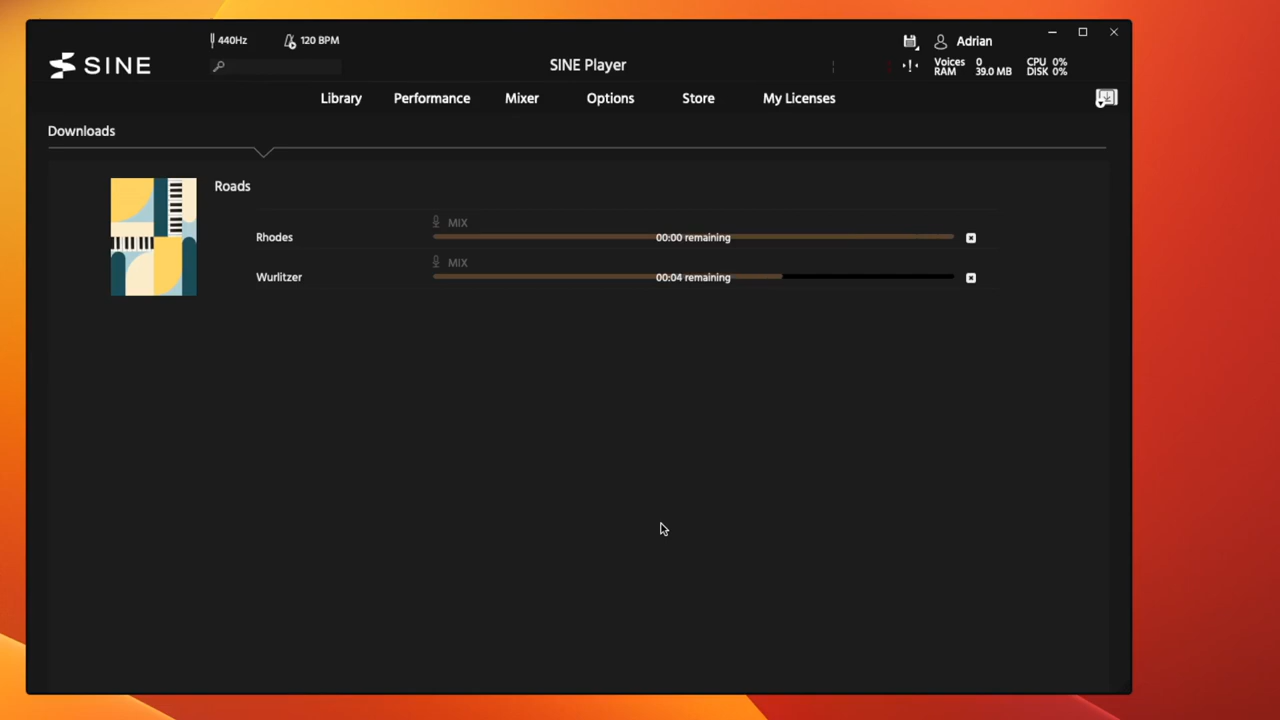 440Hz
120 BPM
Adrian
SINE
SINE Player
Voices 0
RAM 39.0 MB
CPU 0%
DISK 0%
Library
Performance
Mixer
Options
Store
My Licenses
Downloads
Roads
MIX
Rhodes
00:00 remaining
MIX
Wurlitzer
00:04 remaining